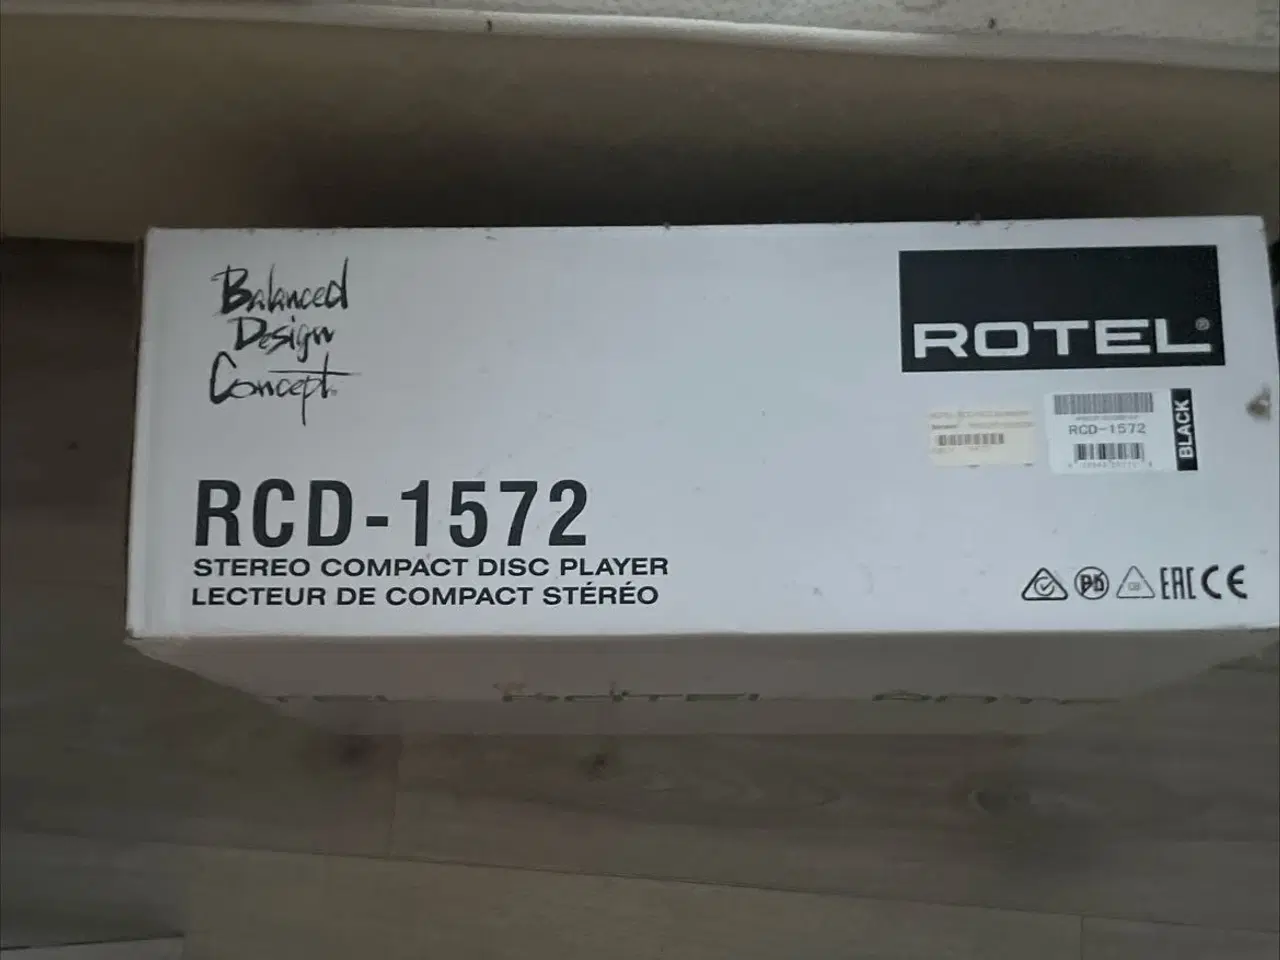 Balanced
Design
Concept
ROTEL®
RCD-1572
BLACK
RCD-1572
STEREO COMPACT DISC PLAYER
LECTEUR DE COMPACT STÉRÉO
EAC CE